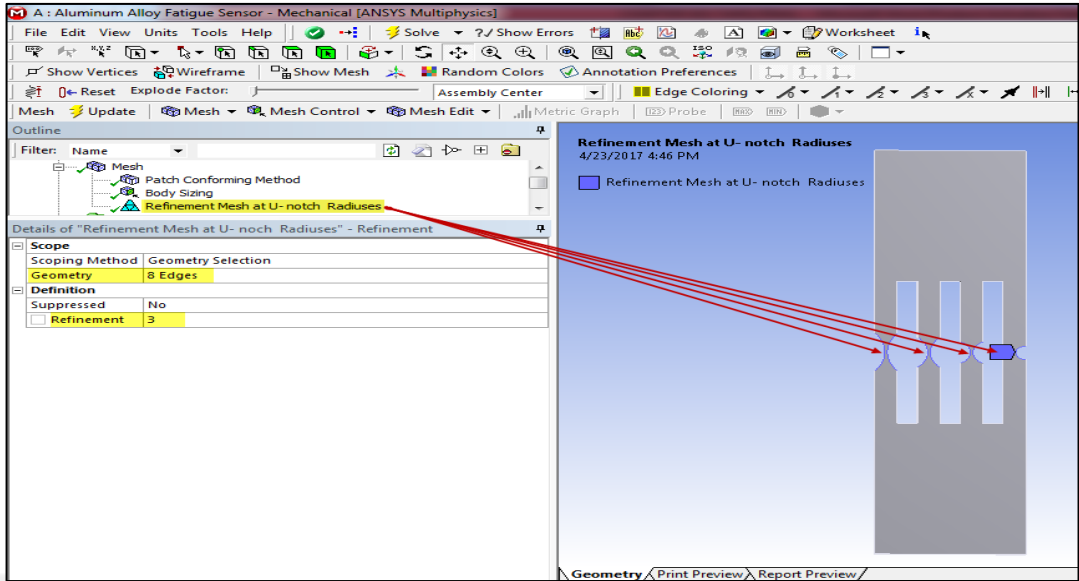 A : Aluminum Alloy Fatigue Sensor - Mechanical [ANSYS Multiphysics]
File Edit View Units Tools Help Solve ?/ Show Errors Worksheet
Show Vertices Wireframe Show Mesh Random Colors Annotation Preferences
Reset Explode Factor: Assembly Center Edge Coloring
Mesh Update Mesh Mesh Control Mesh Edit Metric Graph Probe
Outline
Filter: Name
Mesh
Patch Conforming Method
Body Sizing
Refinement Mesh at U- notch Radiuses
Details of "Refinement Mesh at U- noch Radiuses" - Refinement
Scope
Scoping Method Geometry Selection
Geometry 8 Edges
Definition
Suppressed No
Refinement 3
Refinement Mesh at U- notch Radiuses
4/23/2017 4:46 PM
Refinement Mesh at U- notch Radiuses
Geometry Print Preview Report Preview